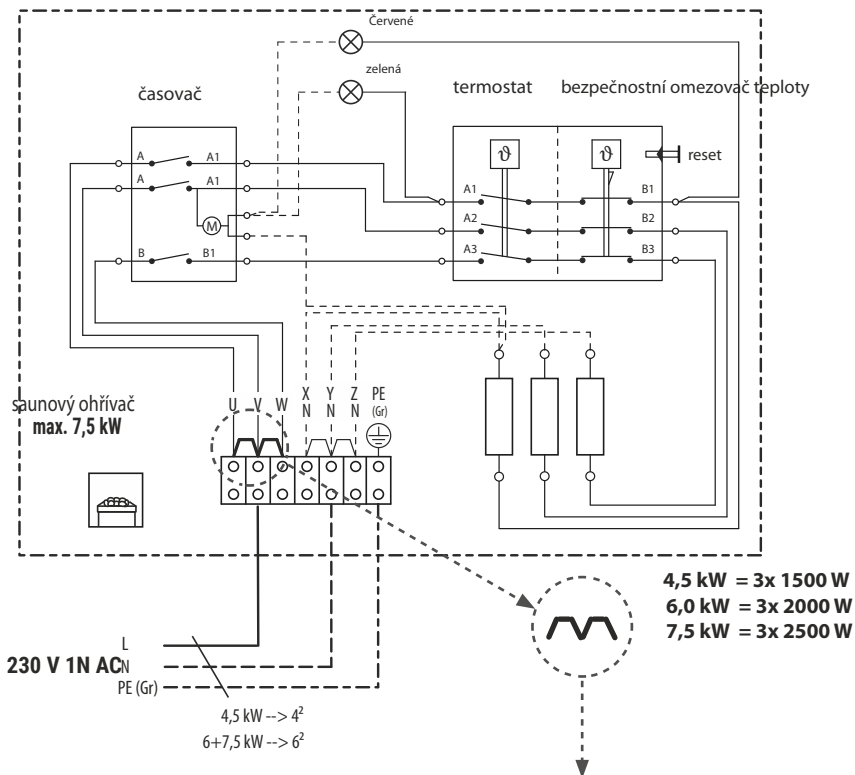 Červené
zelená
časovač
termostat bezpečnostní omezovač teploty
ϑ ϑ
reset
A A1
A A1
M
B B1
A1 B1
A2 B2
A3 B3
saunový ohřívač
max. 7,5 kW
U V W X Y Z PE
N N N (Gr)
4,5 kW = 3x 1500 W
6,0 kW = 3x 2000 W
7,5 kW = 3x 2500 W
L
230 V 1N AC N
PE (Gr)
4,5 kW --> 4²
6+7,5 kW --> 6²